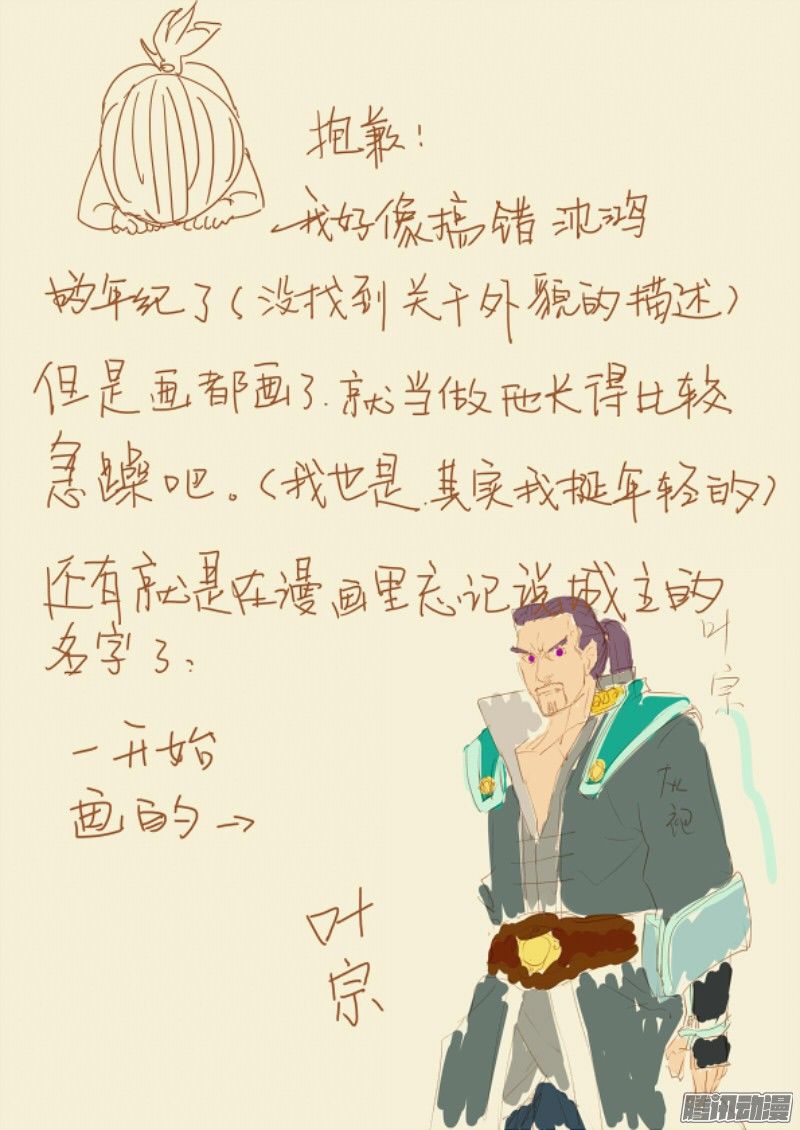 抱歉！
我好像搞错沈鸿
的年纪了（没找到关于外貌的描述）
但是画都画了.就当做他长得比较
急躁吧。（我也是.其实我挺年轻的）
还有就是在漫画里忘记说城主的
名字了：
叶宗
一开始
画的→
灰袍
叶宗
腾讯动漫